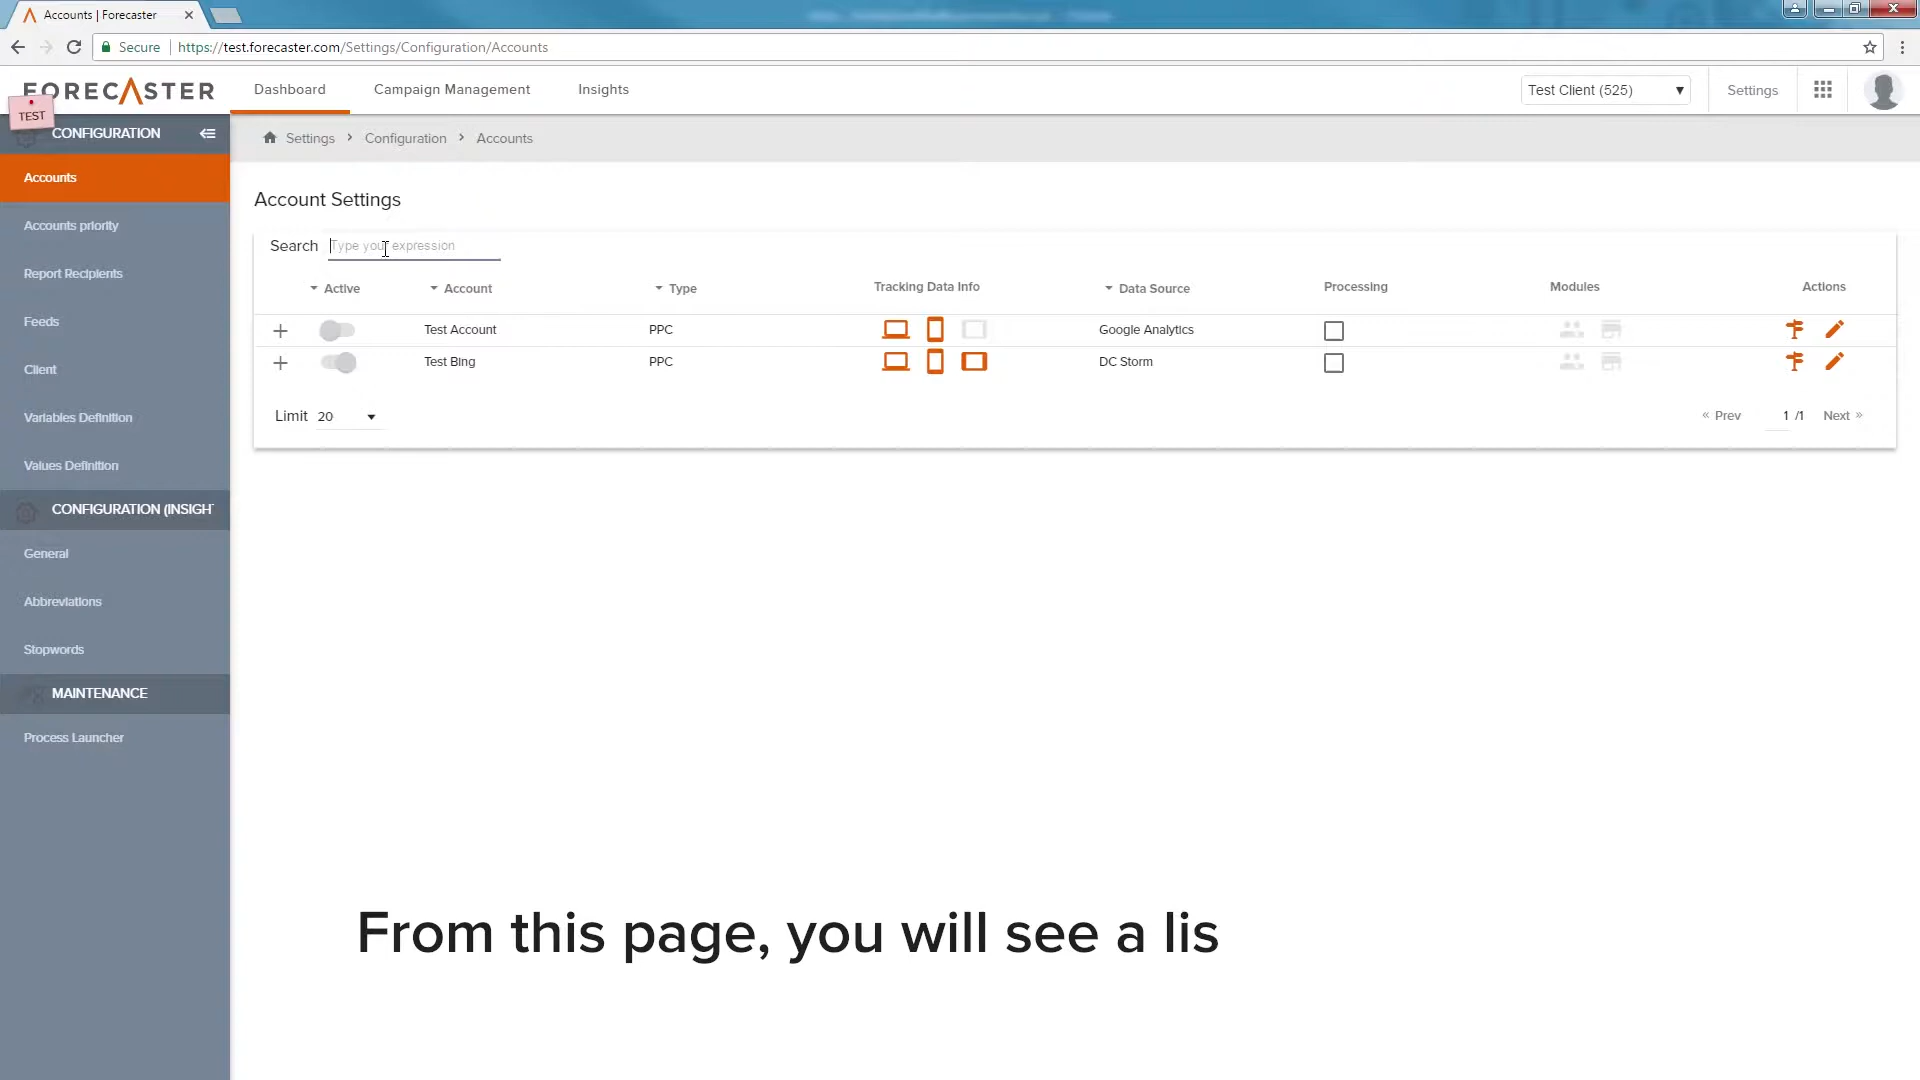 Accounts | Forecaster
Secure https://test.forecaster.com/Settings/Configuration/Accounts
FORECASTER
Dashboard
Campaign Management
Insights
Test Client (525)
Settings
TEST
CONFIGURATION
Accounts
Accounts priority
Report Recipients
Feeds
Client
Variables Definition
Values Definition
CONFIGURATION (INSIGH
General
Abbreviations
Stopwords
MAINTENANCE
Process Launcher
Settings > Configuration > Accounts
Account Settings
Search Type your expression
Active Account Type Tracking Data Info Data Source Processing Modules Actions
Test Account PPC Google Analytics
Test Bing PPC DC Storm
Limit 20
« Prev 1 /1 Next »
From this page, you will see a lis